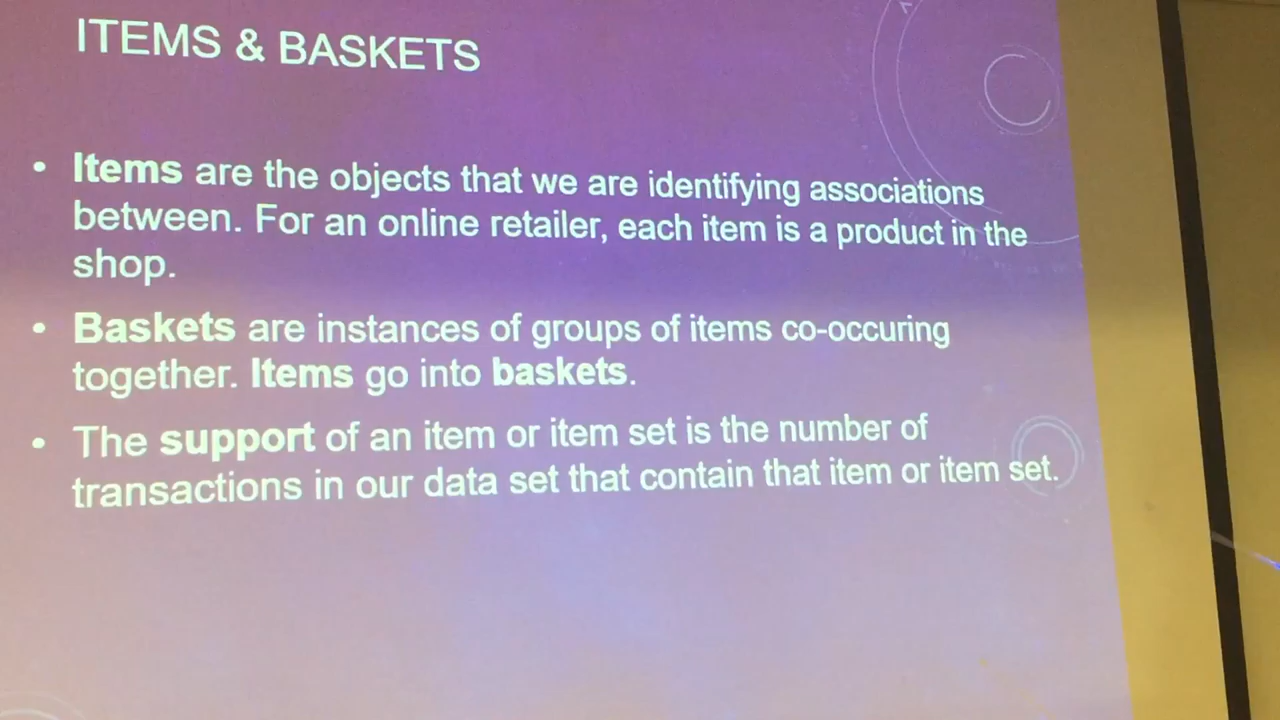 ITEMS & BASKETS
• Items are the objects that we are identifying associations
between. For an online retailer, each item is a product in the
shop.
• Baskets are instances of groups of items co-occuring
together. Items go into baskets.
• The support of an item or item set is the number of
transactions in our data set that contain that item or item set.